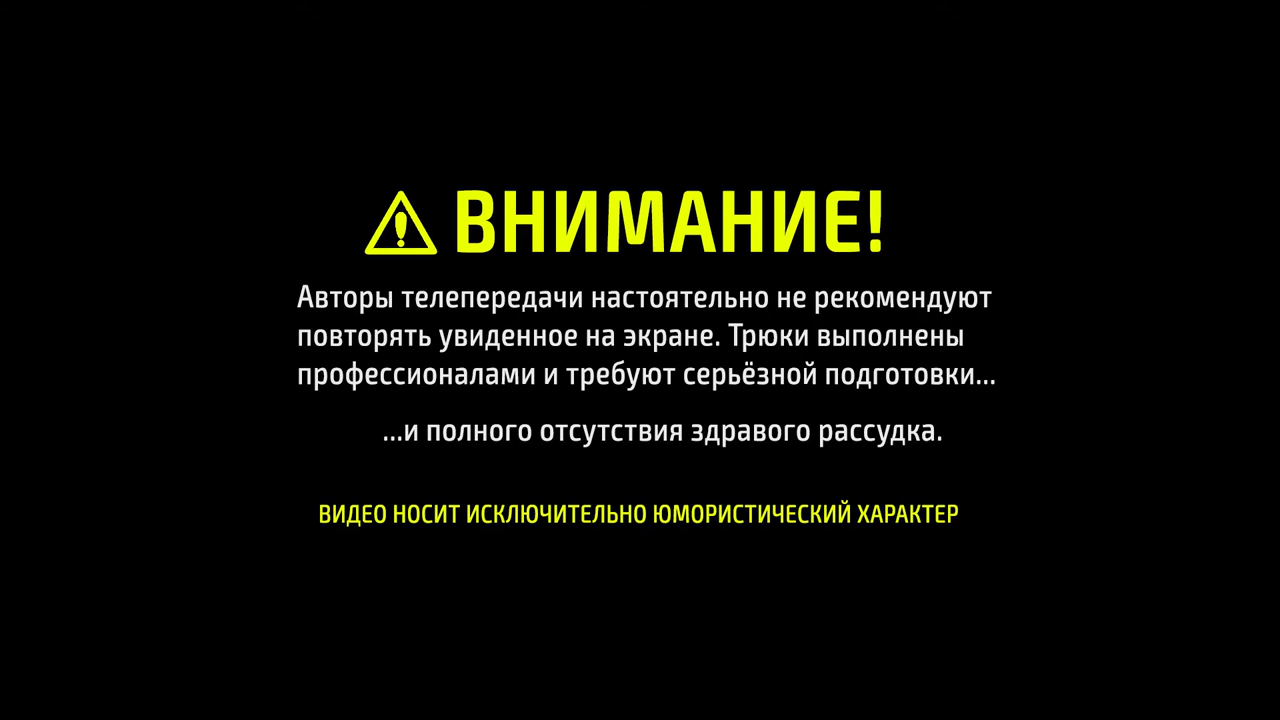 ВНИМАНИЕ!
Авторы телепередачи настоятельно не рекомендуют
повторять увиденное на экране. Трюки выполнены
профессионалами и требуют серьёзной подготовки...
...и полного отсутствия здравого рассудка.
ВИДЕО НОСИТ ИСКЛЮЧИТЕЛЬНО ЮМОРИСТИЧЕСКИЙ ХАРАКТЕР